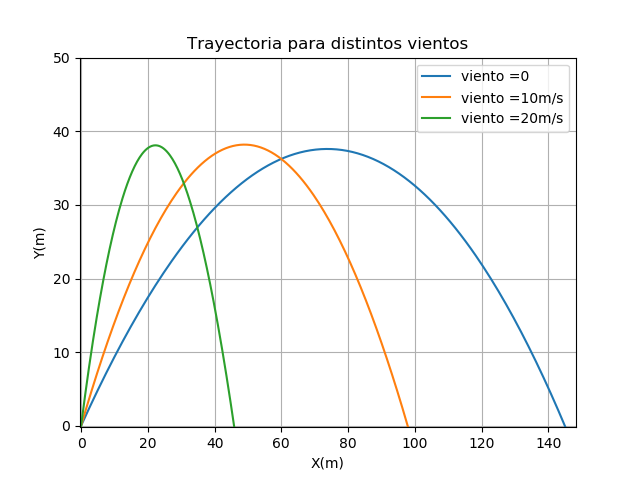 Trayectoria para distintos vientos
viento =0
viento =10m/s
viento =20m/s
50
40
30
20
10
0
Y(m)
0 20 40 60 80 100 120 140
X(m)